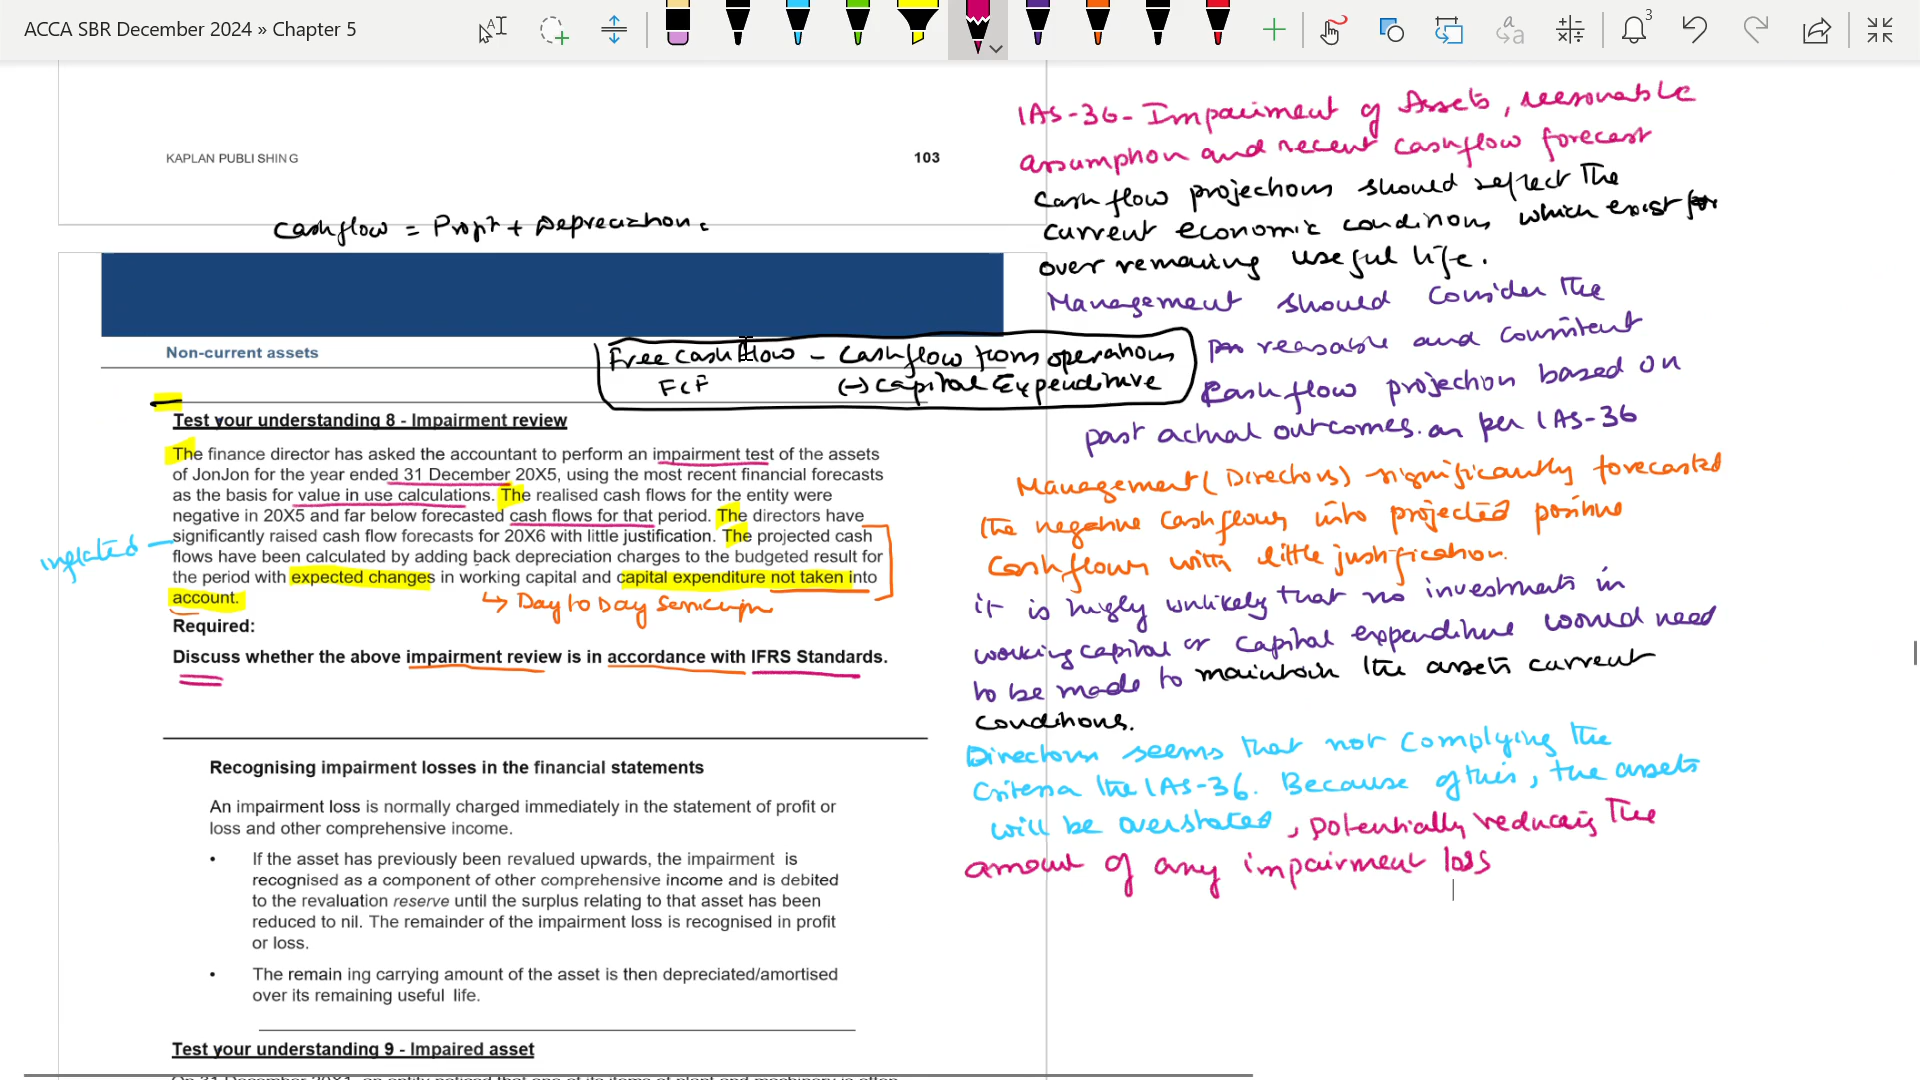 ACCA SBR December 2024 » Chapter 5
3
KAPLAN PUBLISHING
103
Cashflow = Profit + Depreciation.
Non-current assets
Free cash flow - Cashflow from operations
FCF (-) Capital Expenditure
Test your understanding 8 - Impairment review
The finance director has asked the accountant to perform an impairment test of the assets
of JonJon for the year ended 31 December 20X5, using the most recent financial forecasts
as the basis for value in use calculations. The realised cash flows for the entity were
negative in 20X5 and far below forecasted cash flows for that period. The directors have
significantly raised cash flow forecasts for 20X6 with little justification. The projected cash
flows have been calculated by adding back depreciation charges to the budgeted result for
the period with expected changes in working capital and capital expenditure not taken into
account.
inflated
↳ Day to Day
Required:
Discuss whether the above impairment review is in accordance with IFRS Standards.
Recognising impairment losses in the financial statements
An impairment loss is normally charged immediately in the statement of profit or
loss and other comprehensive income.
• If the asset has previously been revalued upwards, the impairment is
recognised as a component of other comprehensive income and is debited
to the revaluation reserve until the surplus relating to that asset has been
reduced to nil. The remainder of the impairment loss is recognised in profit
or loss.
• The remain ing carrying amount of the asset is then depreciated/amortised
over its remaining useful life.
Test your understanding 9 - Impaired asset
IAS-36 - Impairment of Assets, reasonable
assumption and recent cashflow forecast
Cash flow projections should reflect the
current economic conditions which exist for
over remaining useful life.
Management should consider the
reasable and consistent
Cash flow projection based on
past actual outcomes. as per IAS-36
Management (Directors) significantly forecasted
the negative cashflows into projected positive
cashflows with little justification.
it is highly unlikely that no investments in
working capital or capital expenditure would need
to be made to maintain the assets current
conditions.
Directors seems that not complying the
criteria the IAS-36. Because of this, the assets
will be overstated, potentially reducing the
amount of any impairment loss